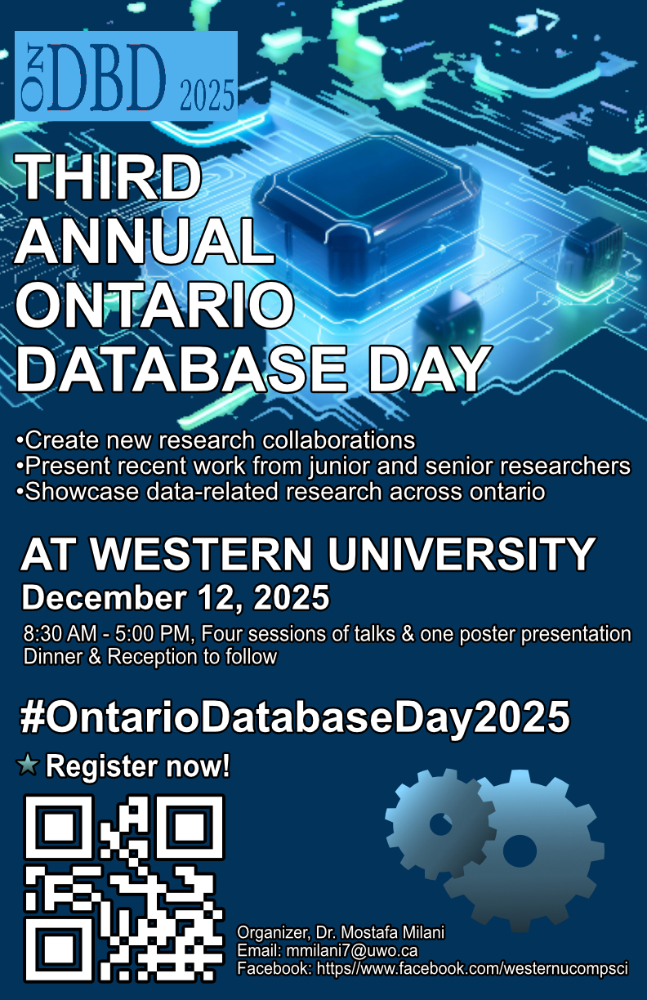 ON DBD 2025
THIRD
ANNUAL
ONTARIO
DATABASE DAY
•Create new research collaborations
•Present recent work from junior and senior researchers
•Showcase data-related research across ontario
AT WESTERN UNIVERSITY
December 12, 2025
8:30 AM - 5:00 PM, Four sessions of talks & one poster presentation
Dinner & Reception to follow
#OntarioDatabaseDay2025
Register now!
Organizer, Dr. Mostafa Milani
Email: mmilani7@uwo.ca
Facebook: https//www.facebook.com/westernucompsci